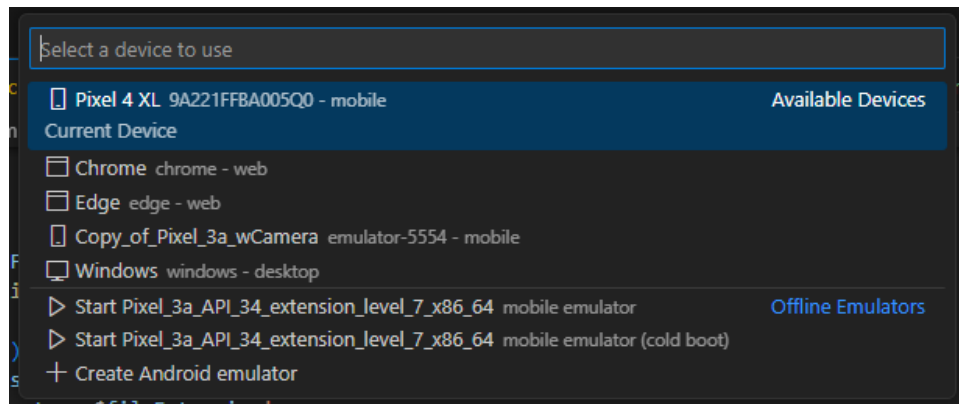 Select a device to use
Pixel 4 XL 9A221FFBA005Q0 - mobile Available Devices
Current Device
Chrome chrome - web
Edge edge - web
Copy_of_Pixel_3a_wCamera emulator-5554 - mobile
Windows windows - desktop
Start Pixel_3a_API_34_extension_level_7_x86_64 mobile emulator Offline Emulators
Start Pixel_3a_API_34_extension_level_7_x86_64 mobile emulator (cold boot)
Create Android emulator